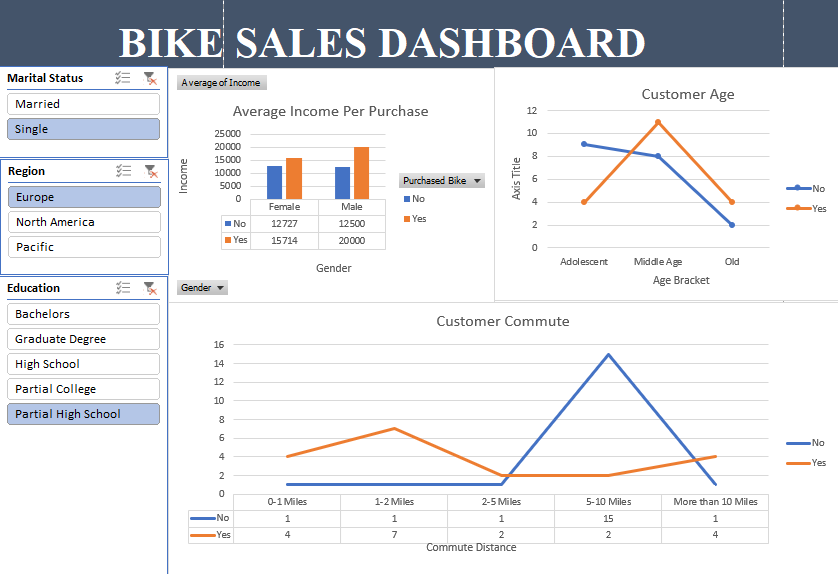 BIKE SALES DASHBOARD
Marital Status
Married
Single
Region
Europe
North America
Pacific
Education
Bachelors
Graduate Degree
High School
Partial College
Partial High School
Average of Income
Average Income Per Purchase
Income
25000
20000
15000
10000
5000
0
Female Male
No 12727 12500
Yes 15714 20000
Gender
Purchased Bike
No
Yes
Gender
Customer Age
Axis Title
12
10
8
6
4
2
0
Adolescent Middle Age Old
Age Bracket
No
Yes
Customer Commute
16
14
12
10
8
6
4
2
0
0-1 Miles 1-2 Miles 2-5 Miles 5-10 Miles More than 10 Miles
No 1 1 1 15 1
Yes 4 7 2 2 4
Commute Distance
No
Yes